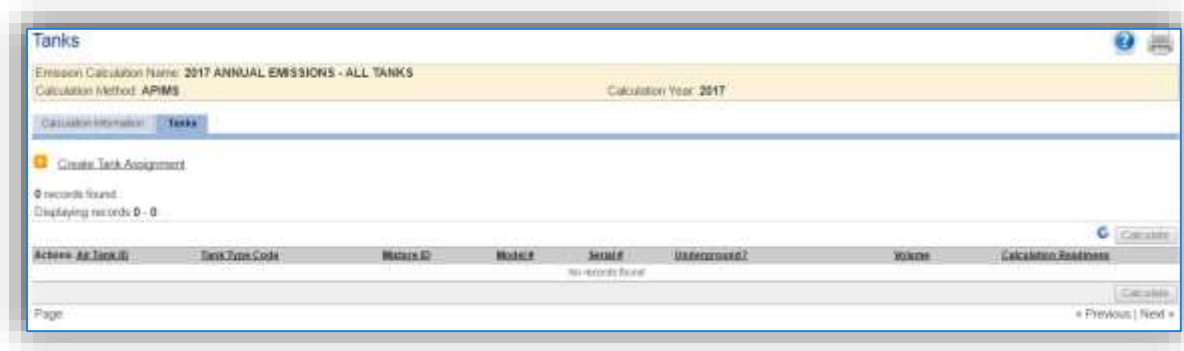 Tanks
Emission Calculation Name: 2017 ANNUAL EMISSIONS - ALL TANKS
Calculation Method: APIMS Calculation Year: 2017
Calculation Information Tanks
Create Tank Assignment
0 records found.
Displaying records 0 - 0
Calculate
Actions Air Tank ID Tank Type Code Mixture ID Model # Serial # Underground? Volume Calculation Readiness
No records found
Calculate
Page: « Previous | Next »